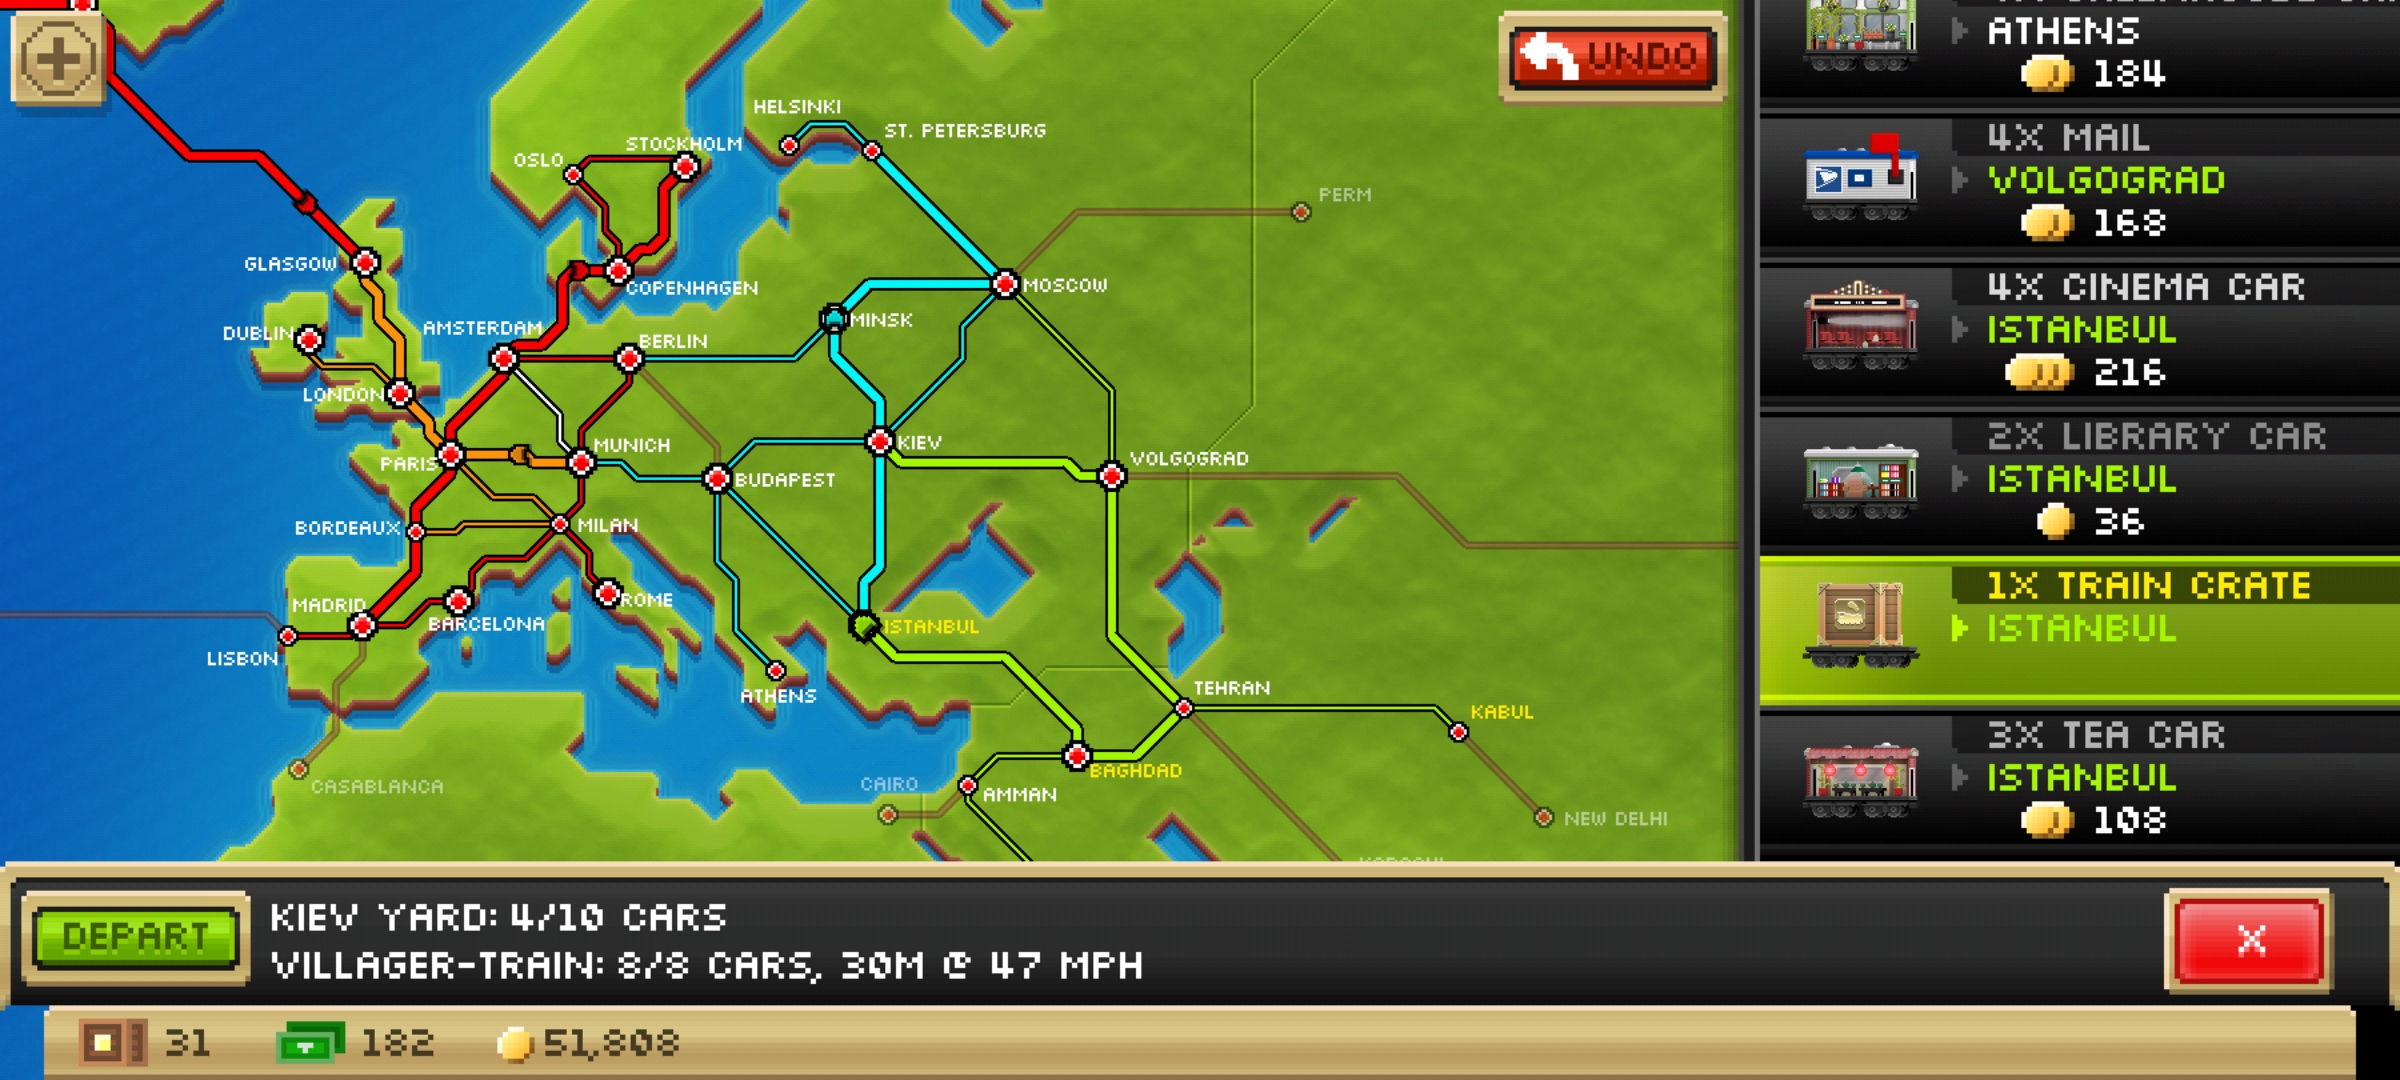 ATHENS
184
UNDO
HELSINKI
ST. PETERSBURG
4X MAIL
VOLGOGRAD
168
STOCKHOLM
OSLO
PERM
GLASGOW
COPENHAGEN
MOSCOW
4X CINEMA CAR
ISTANBUL
216
DUBLIN
AMSTERDAM
BERLIN
MINSK
LONDON
MUNICH
KIEV
VOLGOGRAD
2X LIBRARY CAR
ISTANBUL
36
PARIS
BUDAPEST
BORDEAUX
MILAN
MADRID
ROME
BARCELONA
ISTANBUL
1X TRAIN CRATE
ISTANBUL
LISBON
ATHENS
TEHRAN
KABUL
3X TEA CAR
ISTANBUL
108
CASABLANCA
CAIRO
BAGHDAD
AMMAN
NEW DELHI
DEPART
KIEV YARD: 4/10 CARS
VILLAGER-TRAIN: 8/8 CARS, 30M @ 47 MPH
X
31
182
51,808